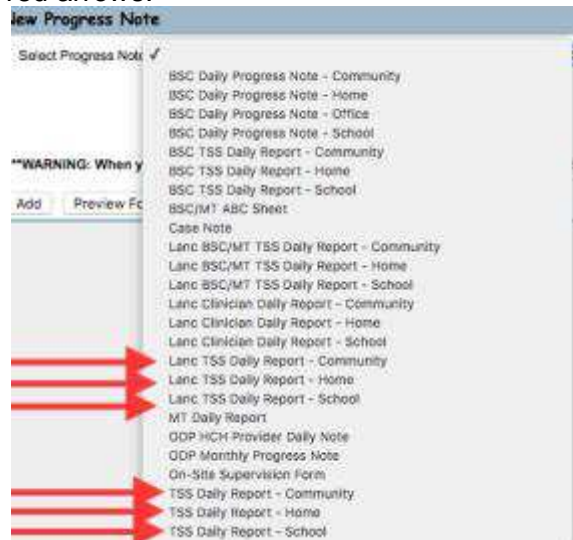 New Progress Note
Select Progress Note ✓
BSC Daily Progress Note - Community
BSC Daily Progress Note - Home
BSC Daily Progress Note - Office
BSC Daily Progress Note - School
BSC TSS Daily Report - Community
**WARNING: When y
BSC TSS Daily Report - Home
BSC TSS Daily Report - School
Add Preview Fo
BSC/MT ABC Sheet
Case Note
Lanc BSC/MT TSS Daily Report - Community
Lanc BSC/MT TSS Daily Report - Home
Lanc BSC/MT TSS Daily Report - School
Lanc Clinician Daily Report - Community
Lanc Clinician Daily Report - Home
Lanc Clinician Daily Report - School
Lanc TSS Daily Report - Community
Lanc TSS Daily Report - Home
Lanc TSS Daily Report - School
MT Daily Report
ODP HCH Provider Daily Note
ODP Monthly Progress Note
On-Site Supervision Form
TSS Daily Report - Community
TSS Daily Report - Home
TSS Daily Report - School